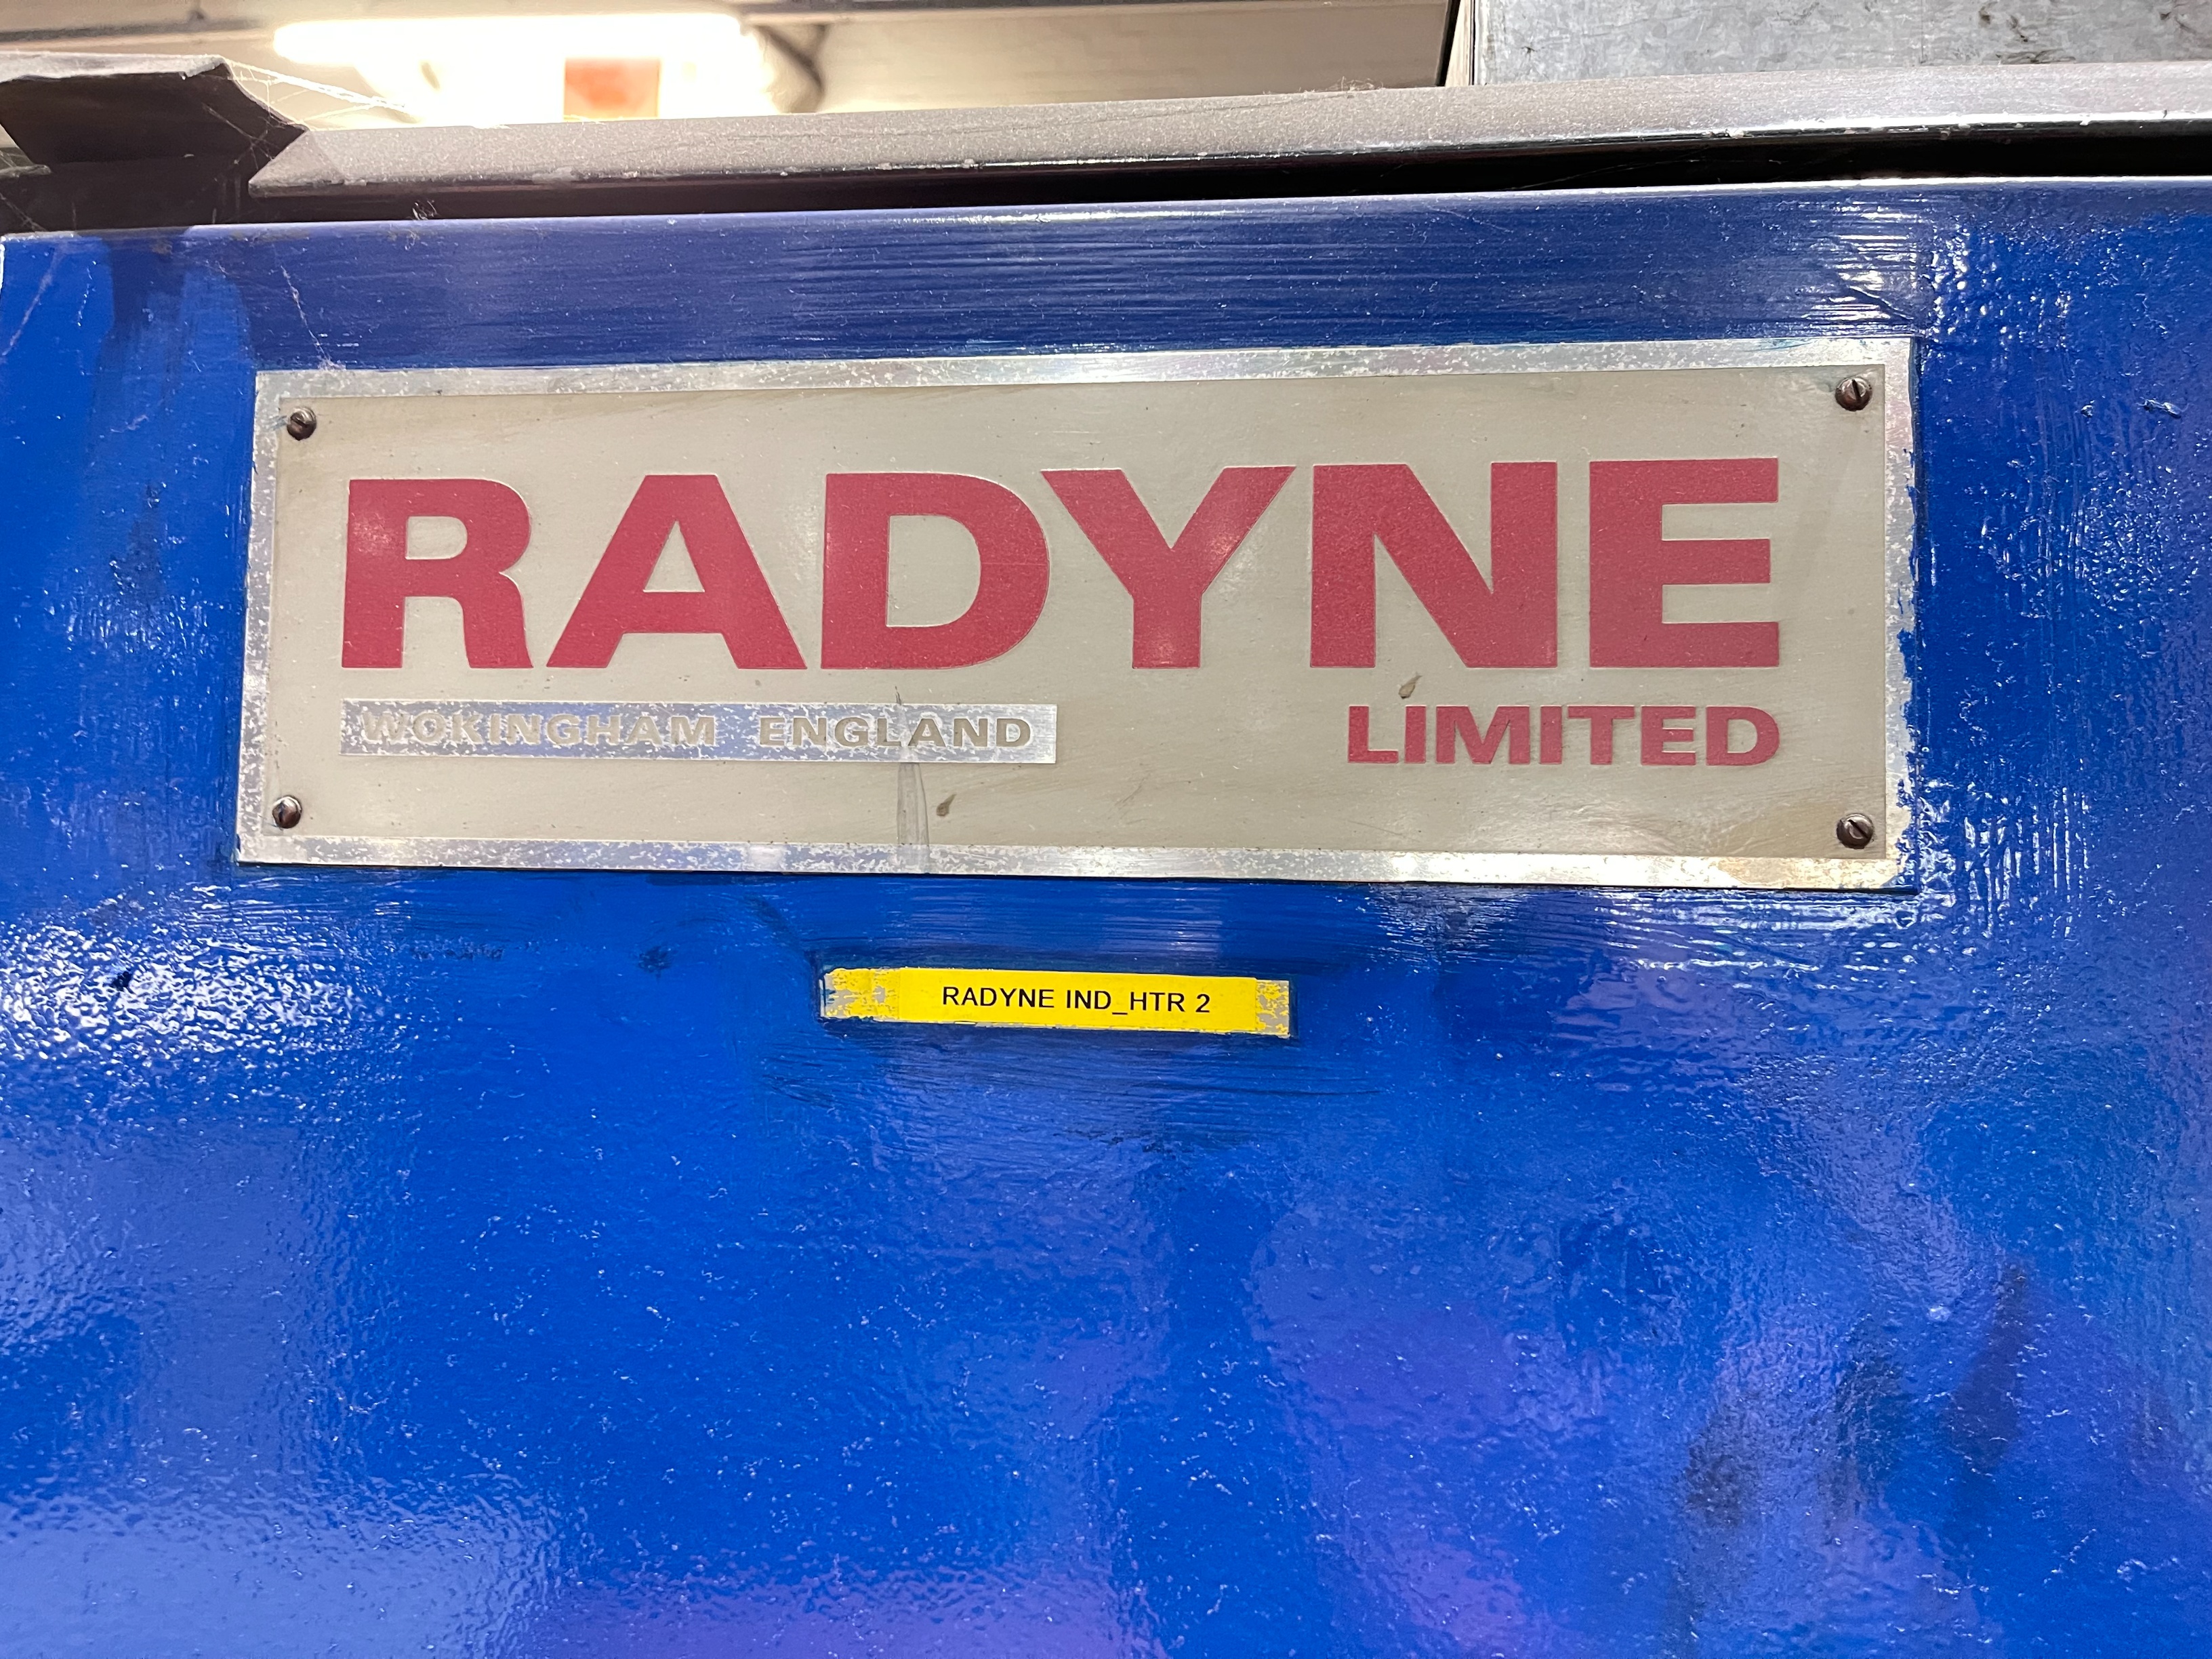 RADYNE
WOKINGHAM ENGLAND
LIMITED
RADYNE IND_HTR 2